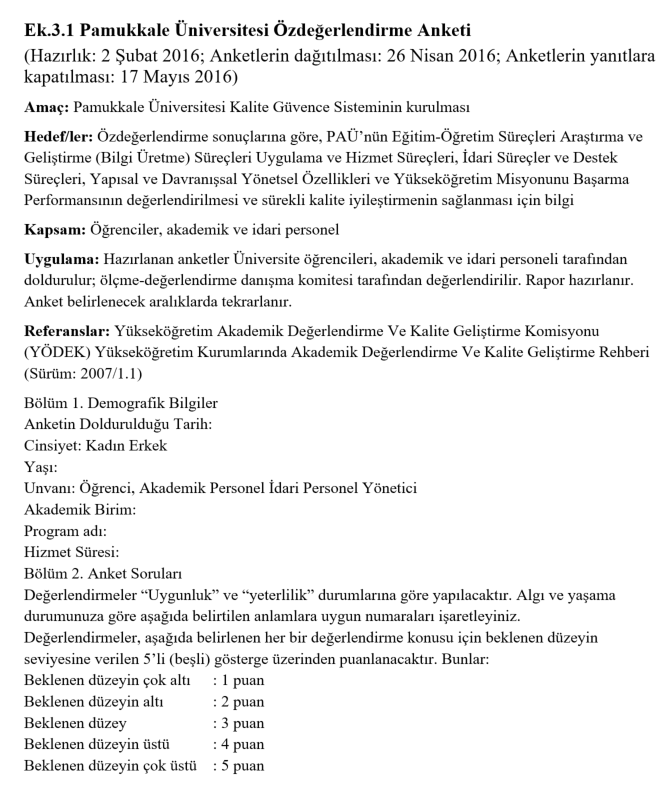 Ek.3.1 Pamukkale Üniversitesi Özdeğerlendirme Anketi
(Hazırlık: 2 Şubat 2016; Anketlerin dağıtılması: 26 Nisan 2016; Anketlerin yanıtlara
kapatılması: 17 Mayıs 2016)
Amaç: Pamukkale Üniversitesi Kalite Güvence Sisteminin kurulması
Hedef/ler: Özdeğerlendirme sonuçlarına göre, PAÜ’nün Eğitim-Öğretim Süreçleri Araştırma ve
Geliştirme (Bilgi Üretme) Süreçleri Uygulama ve Hizmet Süreçleri, İdari Süreçler ve Destek
Süreçleri, Yapısal ve Davranışsal Yönetsel Özellikleri ve Yükseköğretim Misyonunu Başarma
Performansının değerlendirilmesi ve sürekli kalite iyileştirmenin sağlanması için bilgi
Kapsam: Öğrenciler, akademik ve idari personel
Uygulama: Hazırlanan anketler Üniversite öğrencileri, akademik ve idari personeli tarafından
doldurulur; ölçme-değerlendirme danışma komitesi tarafından değerlendirilir. Rapor hazırlanır.
Anket belirlenecek aralıklarda tekrarlanır.
Referanslar: Yükseköğretim Akademik Değerlendirme Ve Kalite Geliştirme Komisyonu
(YÖDEK) Yükseköğretim Kurumlarında Akademik Değerlendirme Ve Kalite Geliştirme Rehberi
(Sürüm: 2007/1.1)
Bölüm 1. Demografik Bilgiler
Anketin Doldurulduğu Tarih:
Cinsiyet: Kadın Erkek
Yaşı:
Unvanı: Öğrenci, Akademik Personel İdari Personel Yönetici
Akademik Birim:
Program adı:
Hizmet Süresi:
Bölüm 2. Anket Soruları
Değerlendirmeler “Uygunluk” ve “yeterlilik” durumlarına göre yapılacaktır. Algı ve yaşama
durumunuza göre aşağıda belirtilen anlamlara uygun numaraları işaretleyiniz.
Değerlendirmeler, aşağıda belirlenen her bir değerlendirme konusu için beklenen düzeyin
seviyesine verilen 5’li (beşli) gösterge üzerinden puanlanacaktır. Bunlar:
Beklenen düzeyin çok altı : 1 puan
Beklenen düzeyin altı : 2 puan
Beklenen düzey : 3 puan
Beklenen düzeyin üstü : 4 puan
Beklenen düzeyin çok üstü : 5 puan